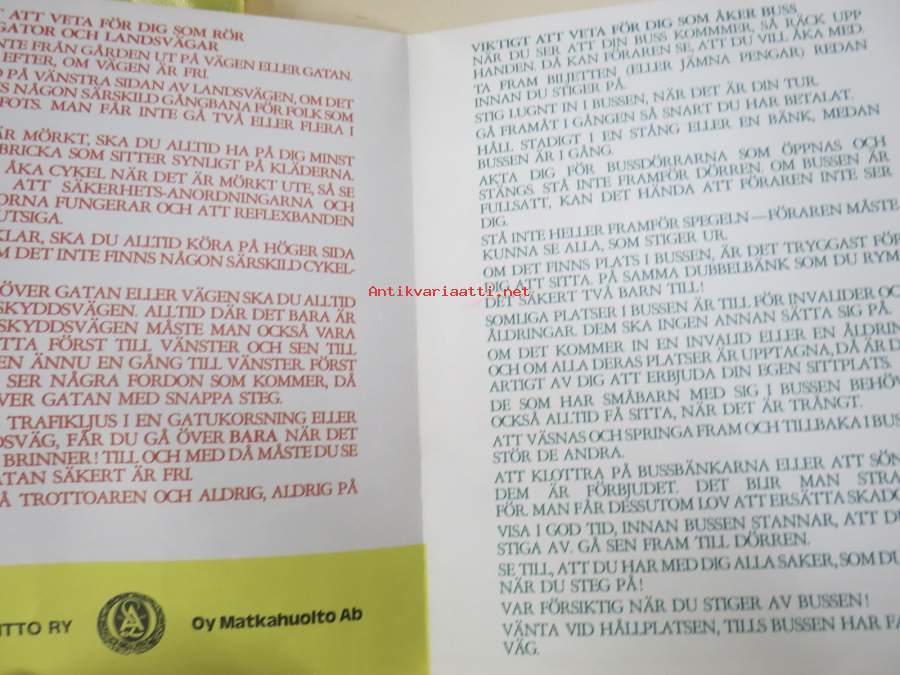 T ATT VETA FÖR DIG SOM RÖR
GATOR OCH LANDSVÄGAR
NTE FRÅN GÅRDEN UT PÅ VÄGEN ELLER GATAN.
EFTER, OM VÄGEN ÄR FRI.
PÅ VÄNSTRA SIDAN AV LANDSVÄGEN, OM DET
S NÅGON SÄRSKILD GÅNGBANA FÖR FOLK SOM
FOTS. MAN FÅR INTE GÅ TVÅ ELLER FLERA I
ÄR MÖRKT, SKA DU ALLTID HA PÅ DIG MINST
BRICKA SOM SITTER SYNLIGT PÅ KLÄDERNA.
ÅKA CYKEL NÄR DET ÄR MÖRKT UTE, SÅ SE
ATT SÄKERHETS-ANORDNINGARNA OCH
ORNA FUNGERAR OCH ATT REFLEXBANDEN
UTSIGA.
KLAR, SKA DU ALLTID KÖRA PÅ HÖGER SIDA
M DET INTE FINNS NÅGON SÄRSKILD CYKEL-
ÖVER GATAN ELLER VÄGEN SKA DU ALLTID
SKYDDSVÄGEN. ALLTID DÄR DET BARA ÄR
SKYDDSVÄGEN MÅSTE MAN OCKSÅ VARA
TTA FÖRST TILL VÄNSTER OCH SEN TILL
EN ÄNNU EN GÅNG TILL VÄNSTER. FÖRST
SER NÅGRA FORDON SOM KOMMER, DÅ
VER GATAN MED SNAPPA STEG.
TRAFIKLJUS I EN GATUKORSNING ELLER
DSVÄG, FÅR DU GÅ ÖVER BARA NÄR DET
BRINNER! TILL OCH MED DÅ MÅSTE DU SE
ATAN SÄKERT ÄR FRI.
Å TROTTOAREN OCH ALDRIG, ALDRIG PÅ
ITTO RY
Oy Matkahuolto Ab
VIKTIGT ATT VETA FÖR DIG SOM ÅKER BUSS
NÄR DU SER ATT DIN BUSS KOMMMER, SÅ RÄCK UPP
HANDEN. DÅ KAN FÖRAREN SE, ATT DU VILL ÅKA MED.
TA FRAM BILJETTEN (ELLER JÄMNA PENGAR) REDAN
INNAN DU STIGER PÅ.
STIG LUGNT IN I BUSSEN, NÄR DET ÄR DIN TUR.
GÅ FRAMÅT I GÅNGEN SÅ SNART DU HAR BETALAT.
HÅLL STADIGT I EN STÅNG ELLER EN BÄNK, MEDAN
BUSSEN ÄR I GÅNG.
AKTA DIG FÖR BUSSDÖRRARNA SOM ÖPPNAS OCH
STÄNGS. STÅ INTE FRAMFÖR DÖRREN. OM BUSSEN ÄR
FULLSATT, KAN DET HÄNDA ATT FÖRAREN INTE SER
DIG.
STÅ INTE HELLER FRAMFÖR SPEGELN—FÖRAREN MÅSTE
KUNNA SE ALLA, SOM STIGER UR.
OM DET FINNS PLATS I BUSSEN, ÄR DET TRYGGAST FÖR
DIG ATT SITTA. PÅ SAMMA DUBBELBÄNK SOM DU RYM
DET SÄKERT TVÅ BARN TILL!
Antikvariaatti.net
SOMLIGA PLATSER I BUSSEN ÄR TILL FÖR INVALIDER OC
ÅLDRINGAR. DEM SKA INGEN ANNAN SÄTTA SIG PÅ.
OM DET KOMMER IN EN INVALID ELLER EN ÅLDRIN
OCH OM ALLA DERAS PLATSER ÄR UPPTAGNA, DÅ ÄR D
ARTIGT AV DIG ATT ERBJUDA DIN EGEN SITTPLATS.
DE SOM HAR SMÅBARN MED SIG I BUSSEN BEHÖV
OCKSÅ ALLTID FÅ SITTA, NÄR DET ÄR TRÅNGT.
ATT VÄSNAS OCH SPRINGA FRAM OCH TILLBAKA I BUS
STÖR DE ANDRA.
ATT KLOTTRA PÅ BUSSBÄNKARNA ELLER ATT SÖN
DEM ÄR FÖRBJUDET. DET BLIR MAN STRA
FÖR. MAN FÅR DESSUTOM LOV ATT ERSÄTTA SKADO
VISA I GOD TID, INNAN BUSSEN STANNAR, ATT DU
STIGA AV. GÅ SEN FRAM TILL DÖRREN.
SE TILL, ATT DU HAR MED DIG ALLA SAKER, SOM DU
NÄR DU STEG PÅ!
VAR FÖRSIKTIG NÄR DU STIGER AV BUSSEN!
VÄNTA VID HÅLLPLATSEN, TILLS BUSSEN HAR FA
VÄG.